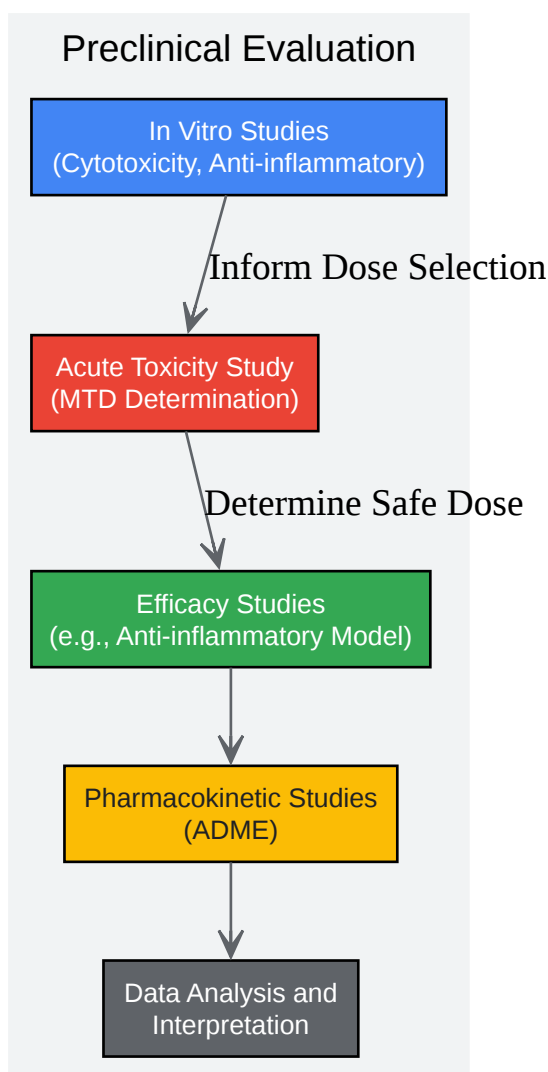 Preclinical Evaluation
In Vitro Studies
(Cytotoxicity, Anti-inflammatory)
Inform Dose Selection
Acute Toxicity Study
(MTD Determination)
Determine Safe Dose
Efficacy Studies
(e.g., Anti-inflammatory Model)
Pharmacokinetic Studies
(ADME)
Data Analysis and
Interpretation